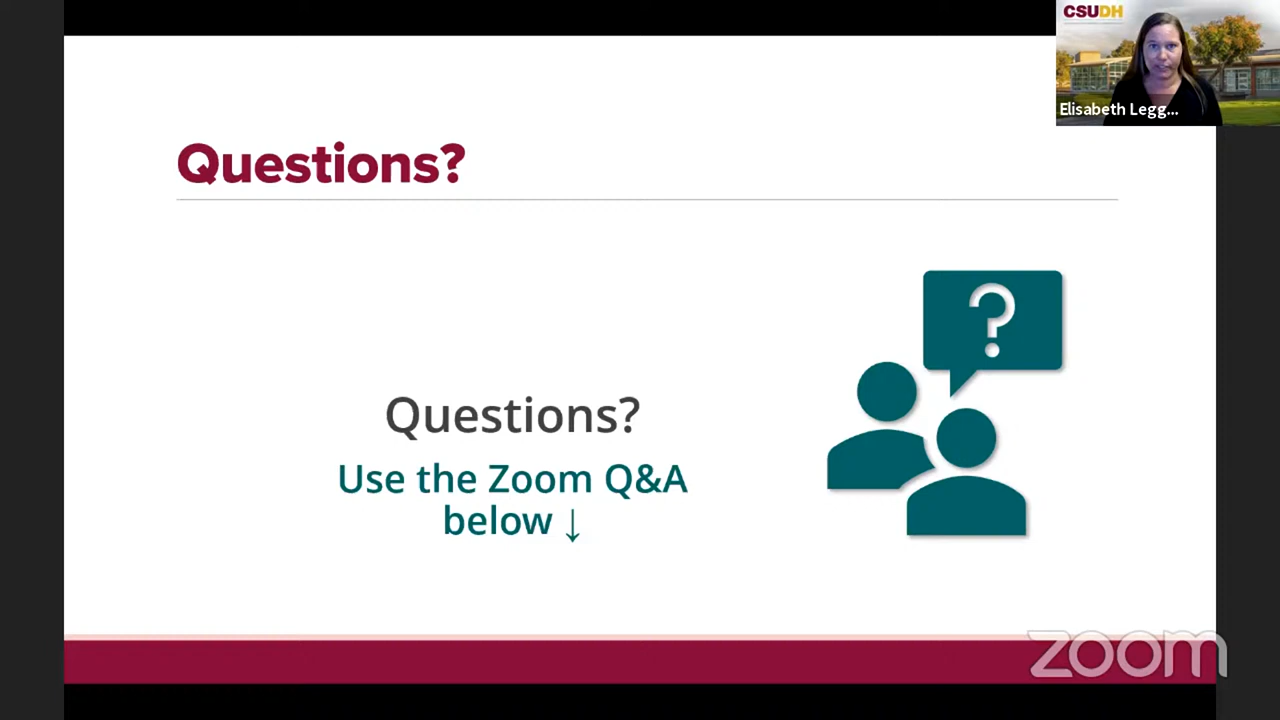 CSUDH
Elisabeth Legg...
Questions?
?
Questions?
Use the Zoom Q&A
below ↓
zoom